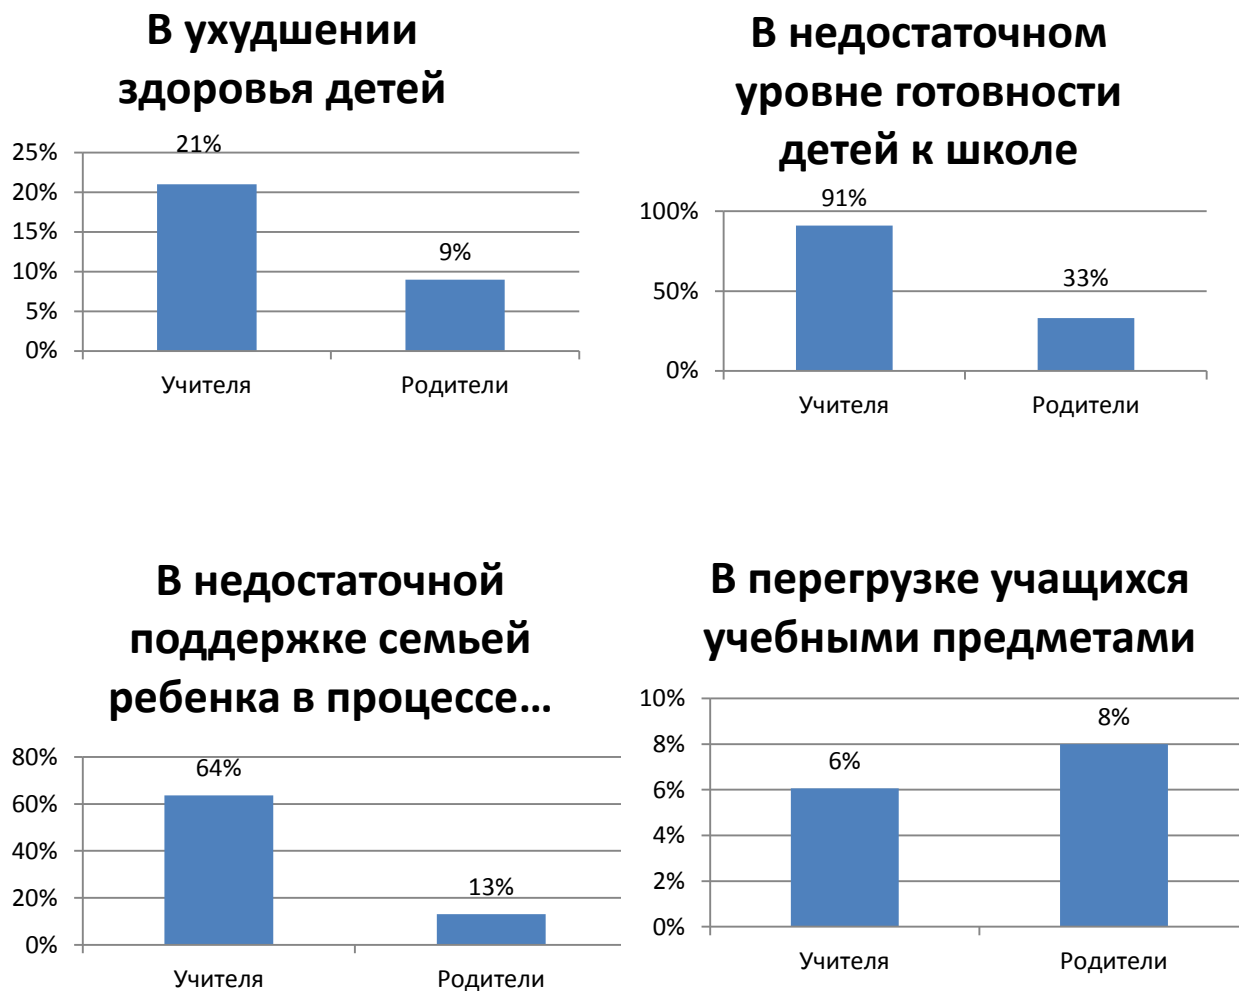 В ухудшении
здоровья детей
25%
20%
15%
10%
5%
0%
21%
9%
Учителя
Родители
В недостаточном
уровне готовности
детей к школе
100%
50%
0%
91%
33%
Учителя
Родители
В недостаточной
поддержке семьей
ребенка в процессе...
80%
60%
40%
20%
0%
64%
13%
Учителя
Родители
В перегрузке учащихся
учебными предметами
10%
8%
6%
4%
2%
0%
6%
8%
Учителя
Родители